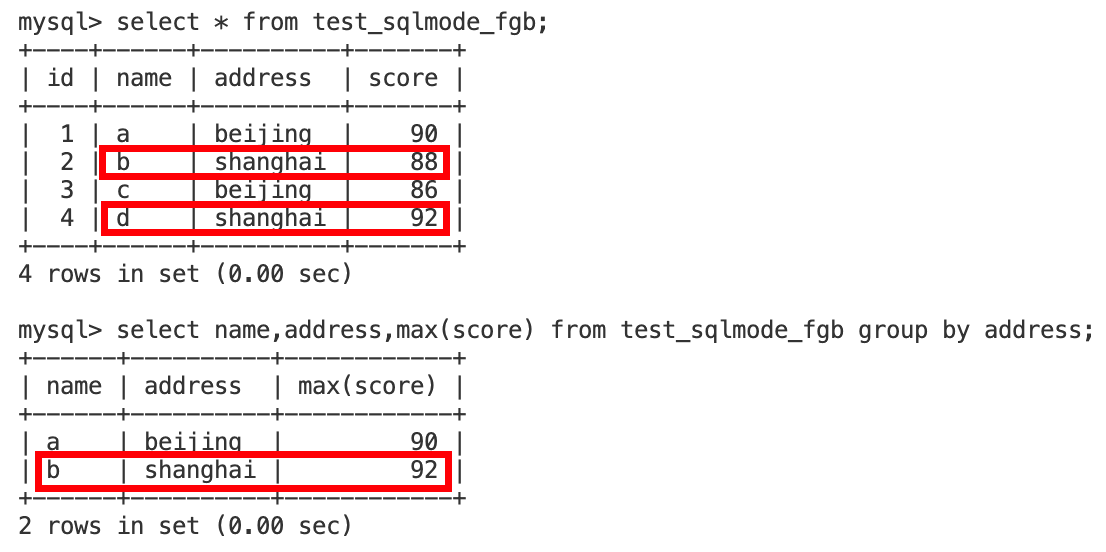 mysql> select * from test_sqlmode_fgb;
+----+------+----------+-------+
| id | name | address  | score |
+----+------+----------+-------+
|  1 | a    | beijing  |    90 |
|  2 | b    | shanghai |    88 |
|  3 | c    | beijing  |    86 |
|  4 | d    | shanghai |    92 |
+----+------+----------+-------+
4 rows in set (0.00 sec)
mysql> select name,address,max(score) from test_sqlmode_fgb group by address;
+------+----------+------------+
| name | address  | max(score) |
+------+----------+------------+
| a    | beijing  |         90 |
| b    | shanghai |         92 |
+------+----------+------------+
2 rows in set (0.00 sec)